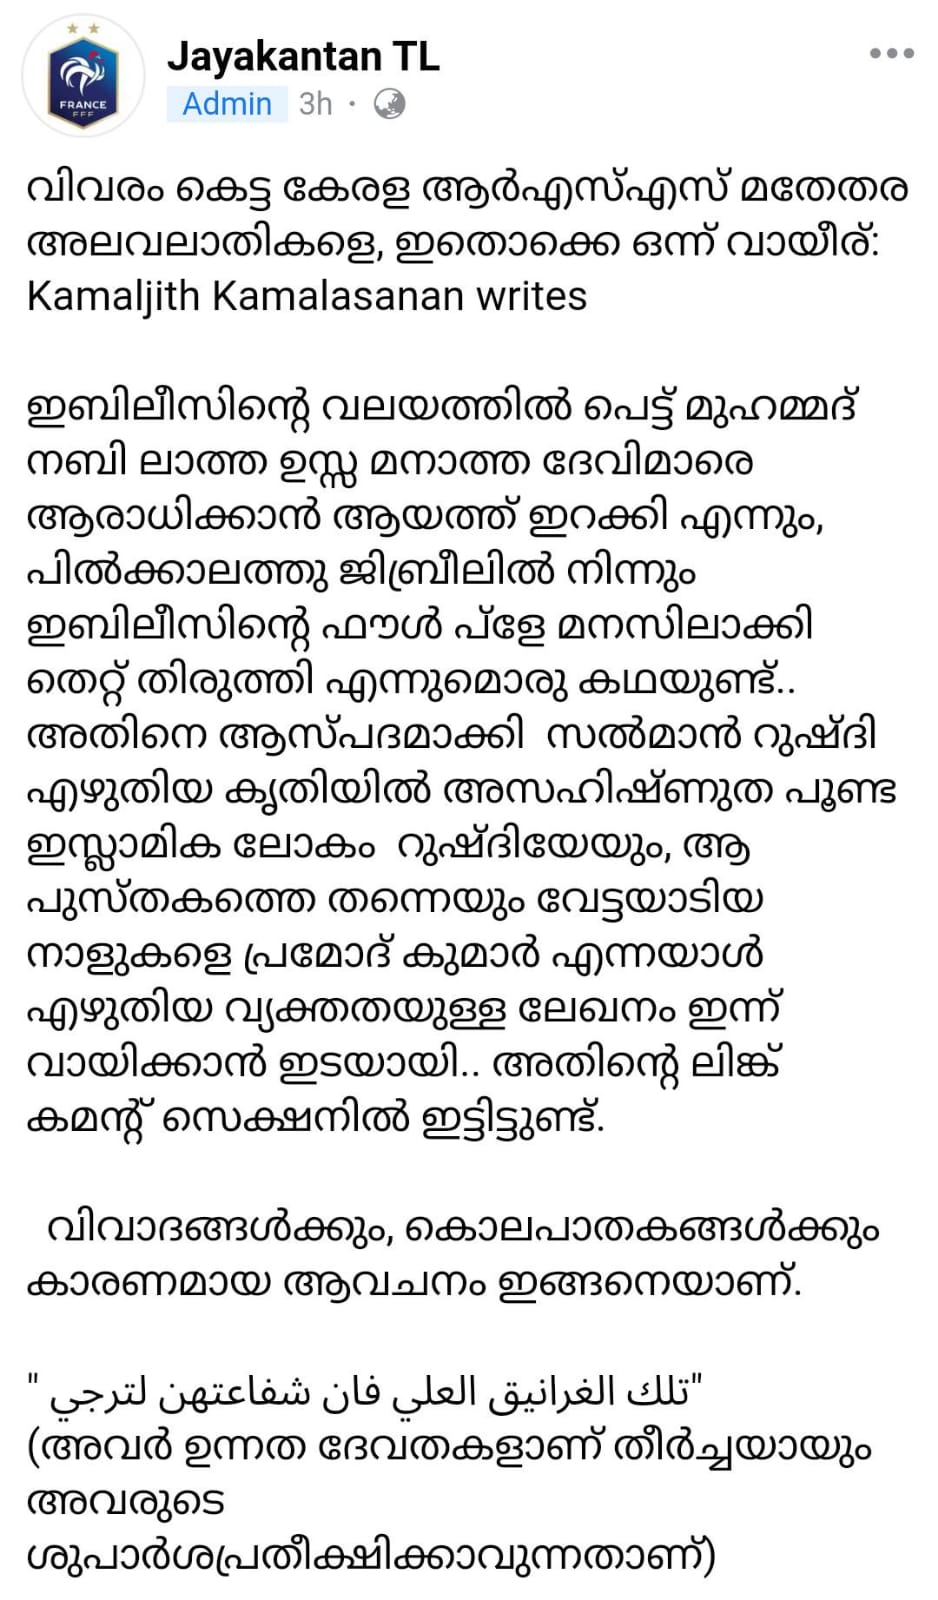 FRANCE
FFF
Jayakantan TL
Admin 3h ·
വിവരം കെട്ട കേരള ആർഎസ്എസ് മതേതര
അലവലാതികളെ, ഇതൊക്കെ ഒന്ന് വായീര്:
Kamaljith Kamalasanan writes
ഇബിലീസിന്റെ വലയത്തിൽ പെട്ട് മുഹമ്മദ്
നബി ലാത്ത ഉസ്സ മനാത്ത ദേവിമാരെ
ആരാധിക്കാൻ ആയത്ത് ഇറക്കി എന്നും,
പിൽക്കാലത്തു ജിബ്രീലിൽ നിന്നും
ഇബിലീസിന്റെ ഫൗൾ പ്ളേ മനസിലാക്കി
തെറ്റ് തിരുത്തി എന്നുമൊരു കഥയുണ്ട്..
അതിനെ ആസ്പദമാക്കി സൽമാൻ റുഷ്ദി
എഴുതിയ കൃതിയിൽ അസഹിഷ്ണുത പൂണ്ട
ഇസ്ലാമിക ലോകം റുഷ്ദിയേയും, ആ
പുസ്തകത്തെ തന്നെയും വേട്ടയാടിയ
നാളുകളെ പ്രമോദ് കുമാർ എന്നയാൾ
എഴുതിയ വ്യക്തതയുള്ള ലേഖനം ഇന്ന്
വായിക്കാൻ ഇടയായി.. അതിന്റെ ലിങ്ക്
കമന്റ് സെക്ഷനിൽ ഇട്ടിട്ടുണ്ട്.
വിവാദങ്ങൾക്കും, കൊലപാതകങ്ങൾക്കും
കാരണമായ ആവചനം ഇങ്ങനെയാണ്.
"تلك الغرانيق العلي فان شفاعتهن لترجي "
(അവർ ഉന്നത ദേവതകളാണ് തീർച്ചയായും
അവരുടെ
ശുപാർശപ്രതീക്ഷിക്കാവുന്നതാണ്)